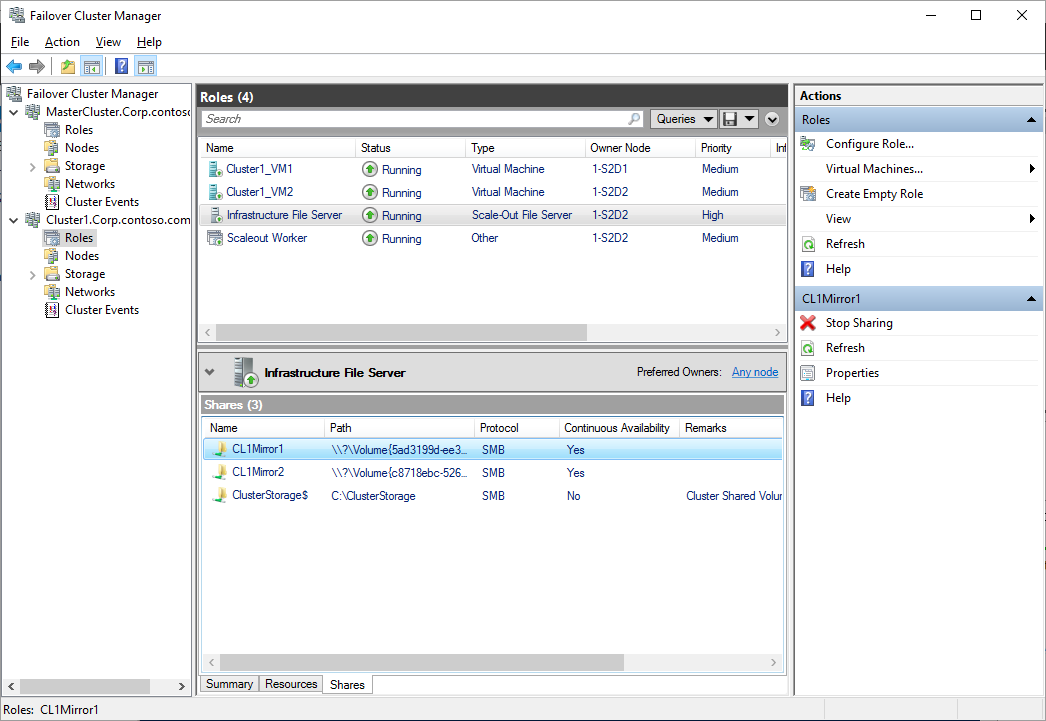 Failover Cluster Manager
File Action View Help
Failover Cluster Manager
MasterCluster.Corp.contoso
Roles
Nodes
Storage
Networks
Cluster Events
Cluster1.Corp.contoso.com
Roles
Nodes
Storage
Networks
Cluster Events
Roles (4)
Search Queries
Name Status Type Owner Node Priority Inf
Cluster1_VM1 Running Virtual Machine 1-S2D1 Medium
Cluster1_VM2 Running Virtual Machine 1-S2D2 Medium
Infrastructure File Server Running Scale-Out File Server 1-S2D2 High
Scaleout Worker Running Other 1-S2D2 Medium
Infrastructure File Server Preferred Owners: Any node
Shares (3)
Name Path Protocol Continuous Availability Remarks
CL1Mirror1 \\?\Volume{5ad3199d-ee3... SMB Yes
CL1Mirror2 \\?\Volume{c8718ebc-526... SMB Yes
ClusterStorage$ C:\ClusterStorage SMB No Cluster Shared Volur
Summary Resources Shares
Actions
Roles
Configure Role...
Virtual Machines...
Create Empty Role
View
Refresh
Help
CL1Mirror1
Stop Sharing
Refresh
Properties
Help
Roles: CL1Mirror1